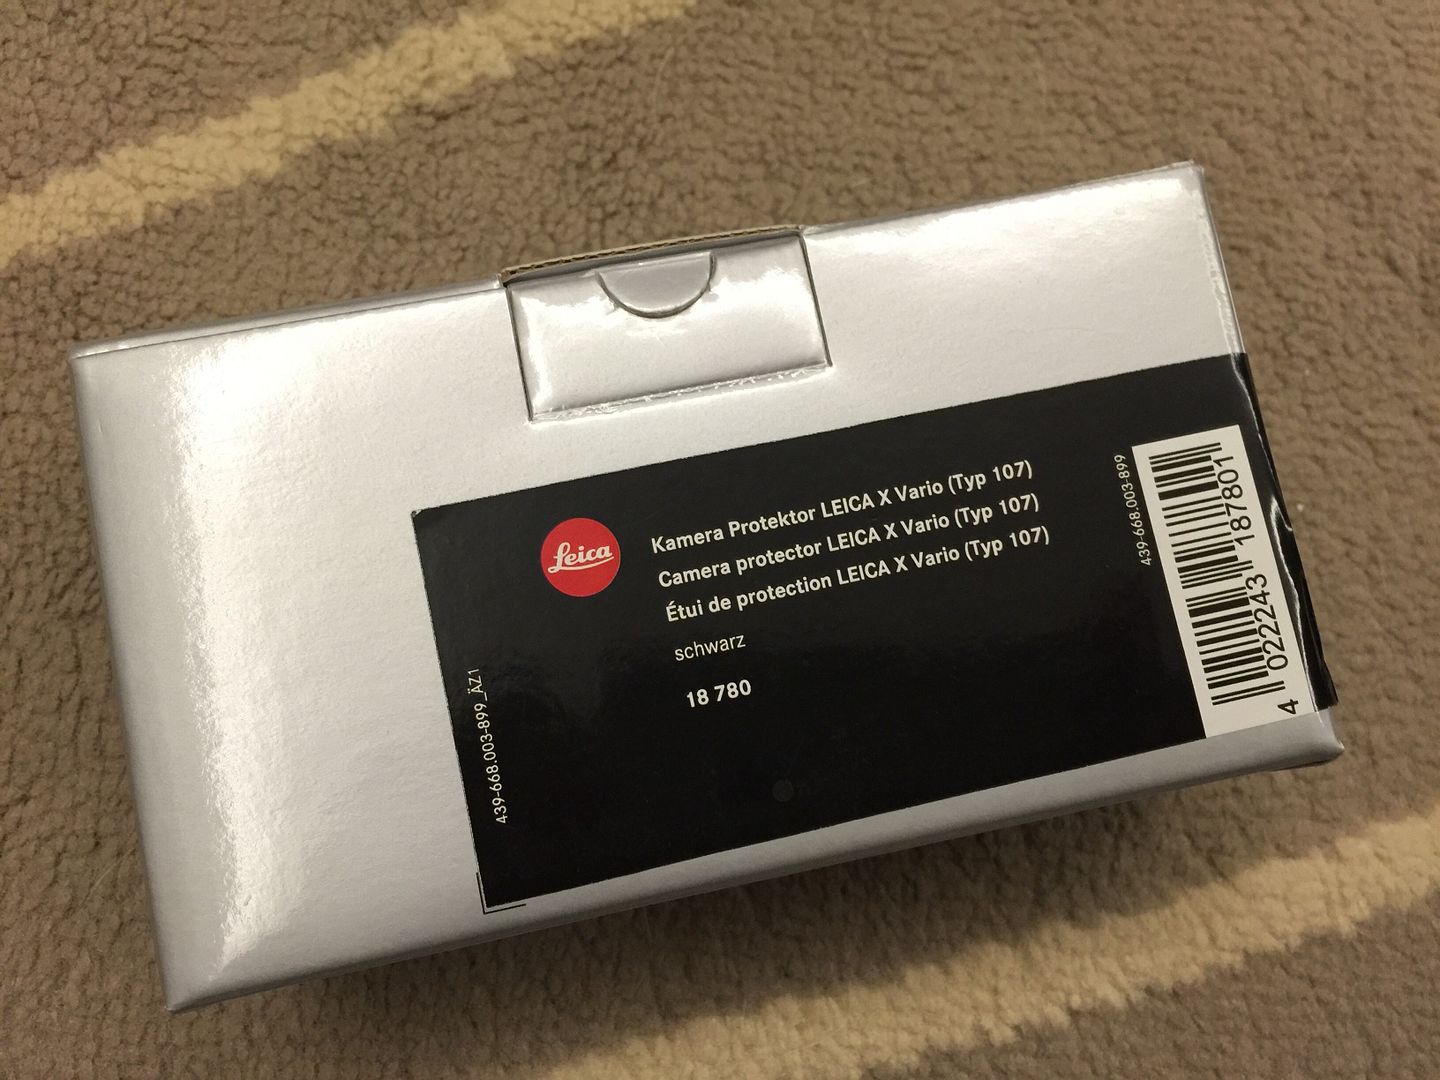 Leica
Kamera Protektor LEICA X Vario (Typ 107)
Camera protector LEICA X Vario (Typ 107)
Étui de protection LEICA X Vario (Typ 107)
schwarz
18 780
439-668.003-899_ÄZ1
439-668.003-899
4 022243 187801